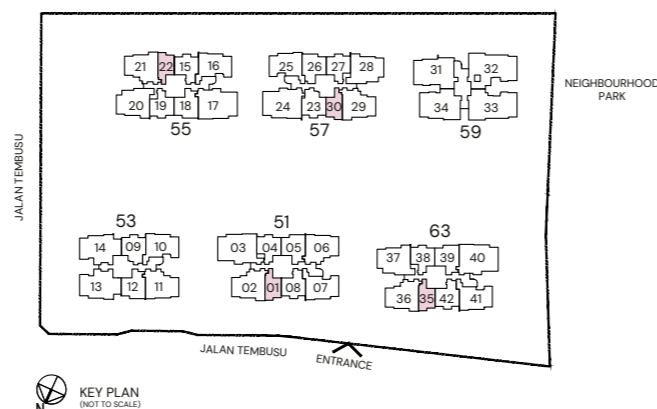 21 22 15 16
20 19 18 17
55
25 26 27 28
24 23 30 29
57
31 32
34 33
59
NEIGHBOURHOOD
PARK
JALAN TEMBUSU
53
14 09 10
13 12 11
51
03 04 05 06
02 01 08 07
63
37 38 39 40
36 35 42 41
JALAN TEMBUSU
ENTRANCE
N
KEY PLAN
(NOT TO SCALE)